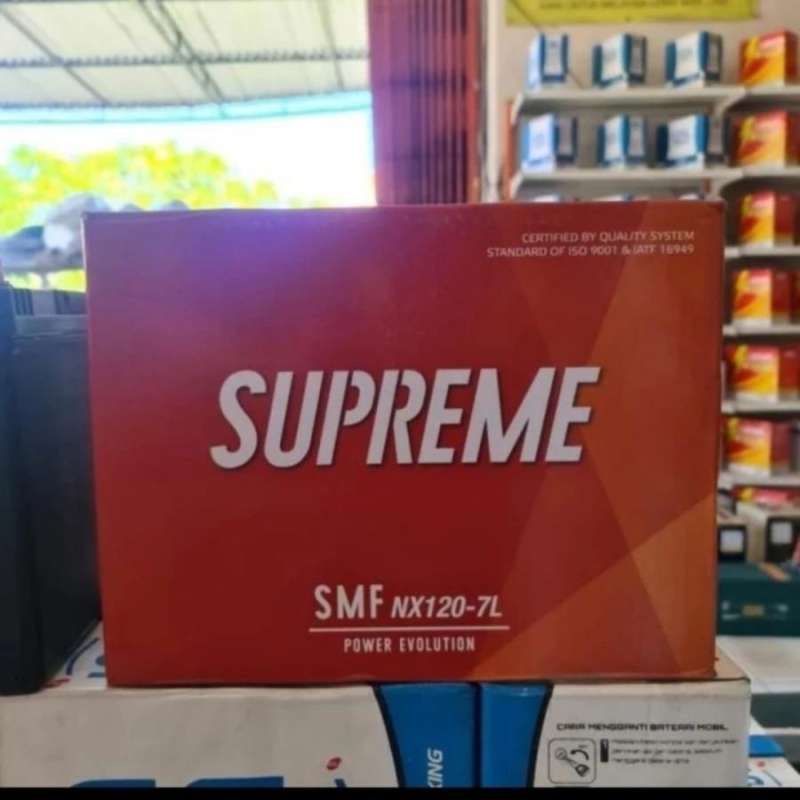 CERTIFIED BY QUALITY SYSTEM
STANDARD OF ISO 9001 & IATF 16949
SUPREME
SMF NX120-7L
POWER EVOLUTION
CARA MENGGANTI BATERAI MOBIL
KING